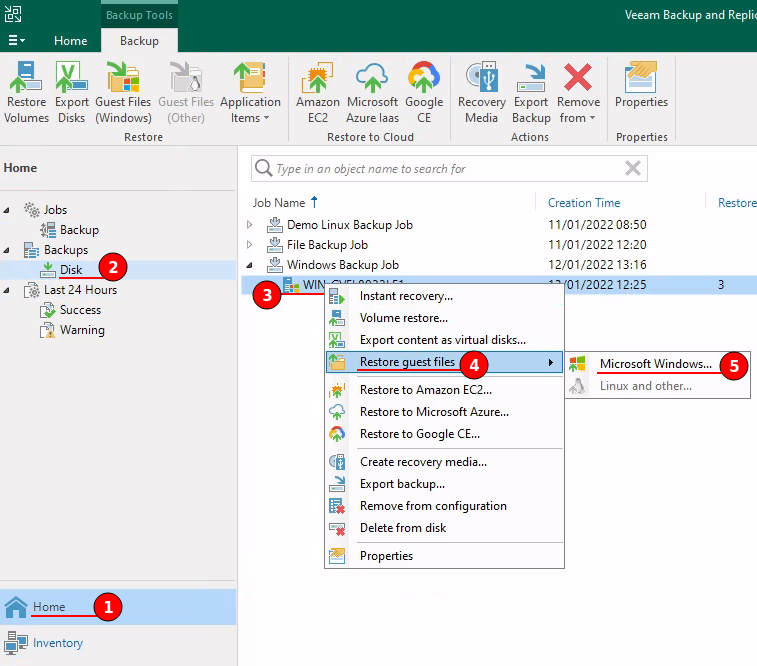 Backup Tools
Veeam Backup and Replic
Home
Backup
Restore Volumes
Export Disks
Guest Files (Windows)
Guest Files (Other)
Application Items
Amazon EC2
Microsoft Azure Iaas
Google CE
Recovery Media
Export Backup
Remove from
Properties
Restore
Restore to Cloud
Actions
Properties
Home
Type in an object name to search for
Job Name
Creation Time
Restore
Jobs
Backup
Backups
Disk
2
Last 24 Hours
Success
Warning
Demo Linux Backup Job
11/01/2022 08:50
File Backup Job
11/01/2022 12:20
Windows Backup Job
12/01/2022 13:16
3
12/01/2022 12:25
3
Instant recovery...
Volume restore...
Export content as virtual disks...
Restore guest files
4
Microsoft Windows...
5
Linux and other...
Restore to Amazon EC2...
Restore to Microsoft Azure...
Restore to Google CE...
Create recovery media...
Export backup...
Remove from configuration
Delete from disk
Properties
Home
1
Inventory